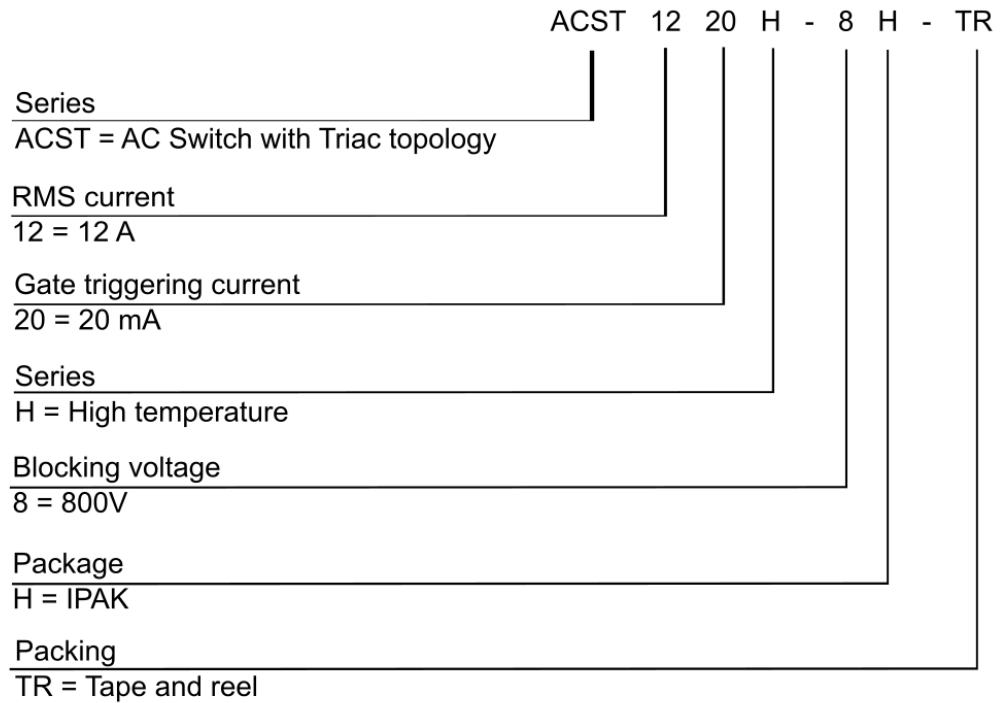 ACST 12 20 H - 8 H - TR
Series
ACST = AC Switch with Triac topology
RMS current
12 = 12 A
Gate triggering current
20 = 20 mA
Series
H = High temperature
Blocking voltage
8 = 800V
Package
H = IPAK
Packing
TR = Tape and reel